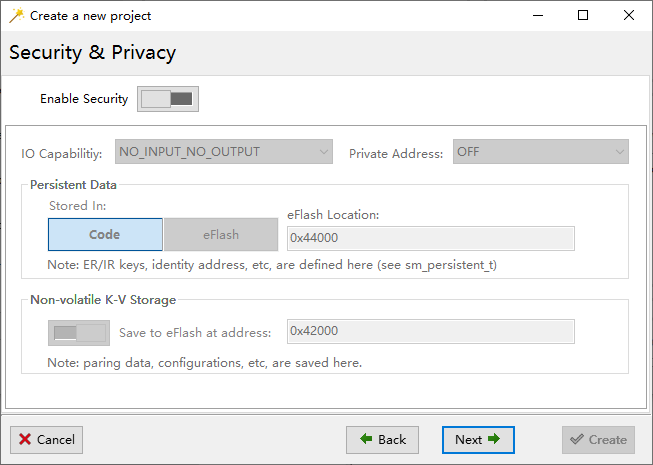 Create a new project
Security & Privacy
Enable Security
IO Capabilitiy: NO_INPUT_NO_OUTPUT Private Address: OFF
Persistent Data
Stored In:
eFlash Location:
Code eFlash 0x44000
Note: ER/IR keys, identity address, etc, are defined here (see sm_persistent_t)
Non-volatile K-V Storage
Save to eFlash at address: 0x42000
Note: paring data, configurations, etc, are saved here.
Cancel Back Next Create